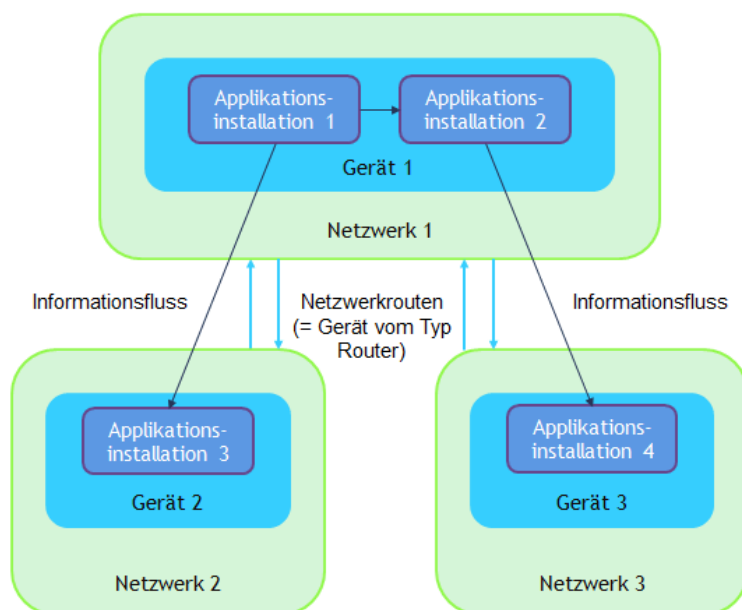 Applikations-
installation 1
Applikations-
installation 2
Gerät 1
Netzwerk 1
Informationsfluss
Netzwerkrouten
(= Gerät vom Typ
Router)
Informationsfluss
Applikations-
installation 3
Gerät 2
Netzwerk 2
Applikations-
installation 4
Gerät 3
Netzwerk 3